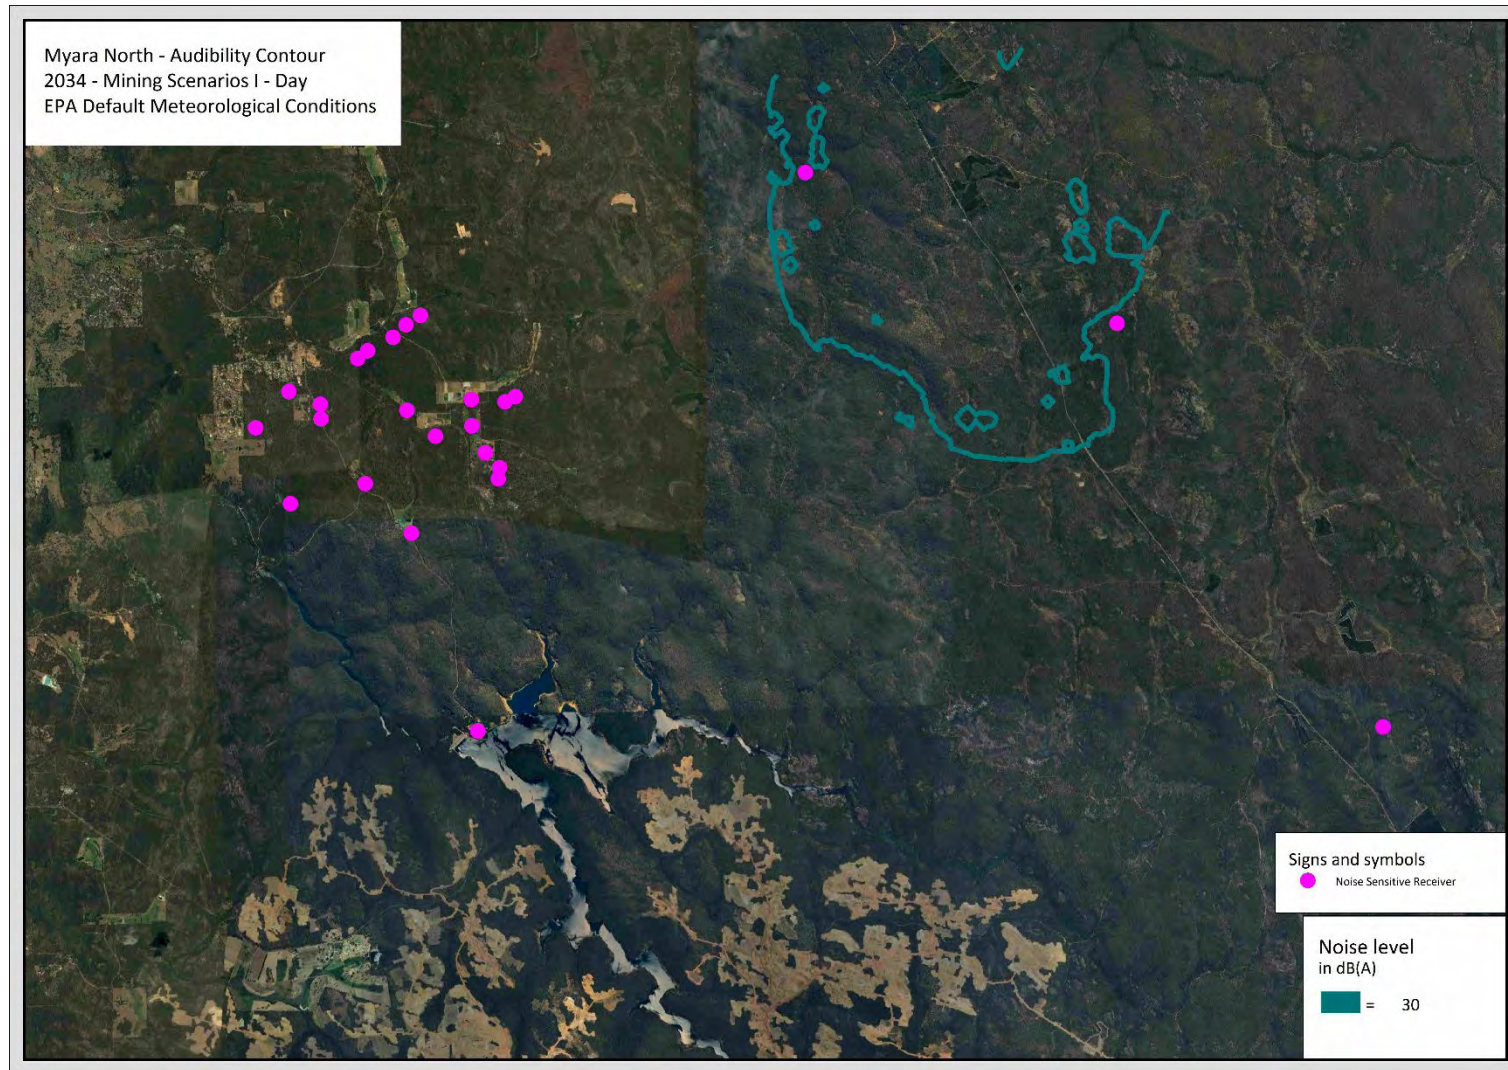 Myara North - Audibility Contour
2034 - Mining Scenarios I - Day
EPA Default Meteorological Conditions
Signs and symbols
Noise Sensitive Receiver
Noise level
in dB(A)
= 30